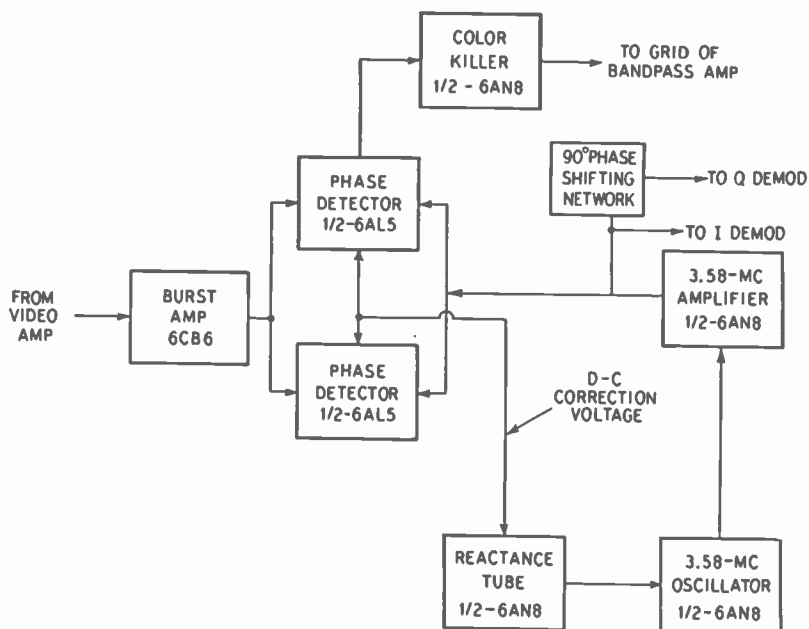 COLOR
KILLER
1/2 - 6AN8
TO GRID OF
BANDPASS AMP
90° PHASE
SHIFTING
NETWORK
TO Q DEMOD
TO I DEMOD
PHASE
DETECTOR
1/2-6AL5
FROM
VIDEO
AMP
BURST
AMP
6CB6
3.58-MC
AMPLIFIER
1/2-6AN8
PHASE
DETECTOR
1/2-6AL5
D-C
CORRECTION
VOLTAGE
REACTANCE
TUBE
1/2-6AN8
3.58-MC
OSCILLATOR
1/2-6AN8